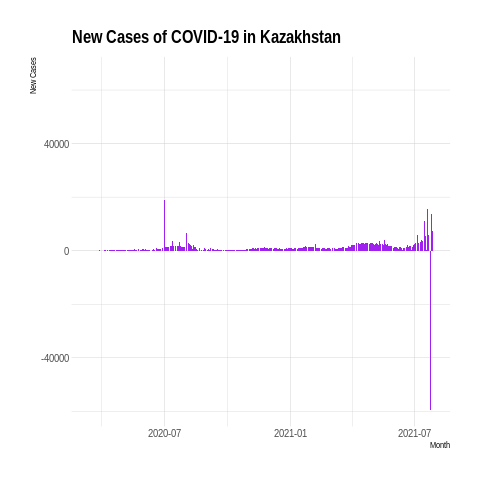 New Cases of COVID-19 in Kazakhstan
New Cases
40000
0
-40000
2020-07
2021-01
2021-07
Month